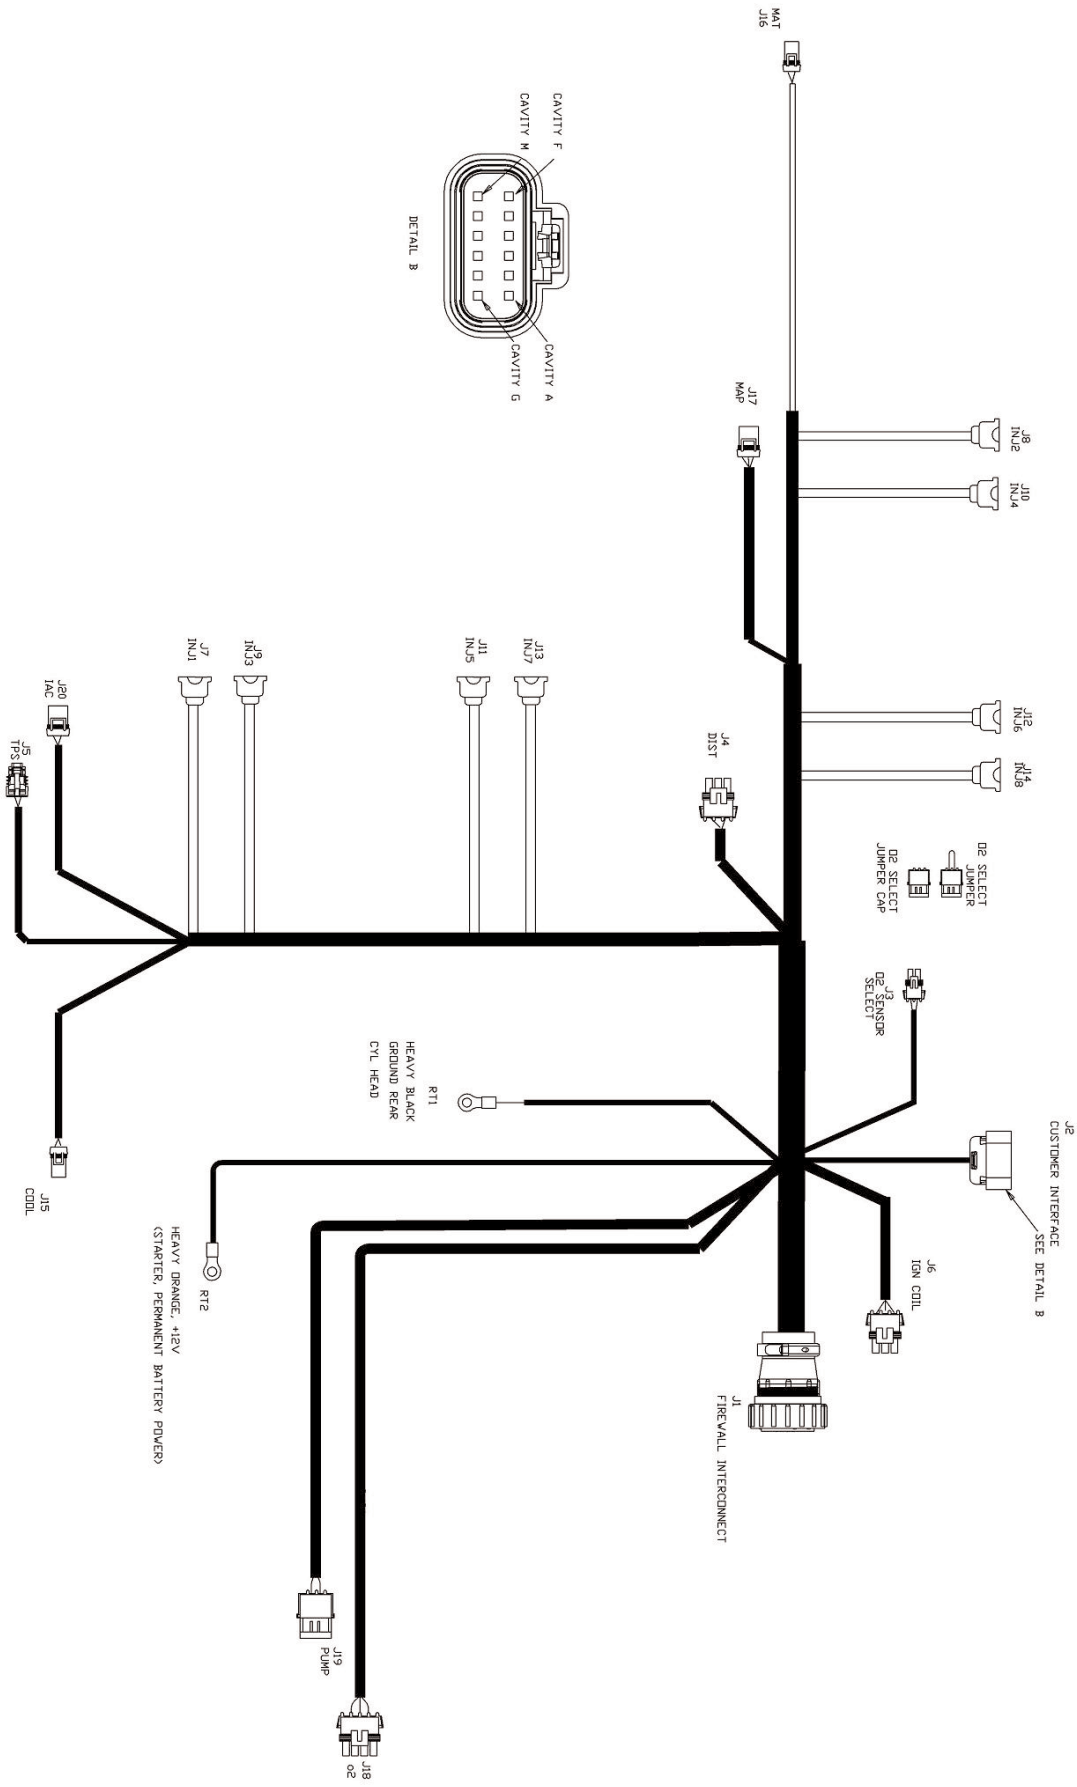 MAT
J16
CAVITY F
CAVITY M
DETAIL B
CAVITY A
CAVITY G
J17
MAP
J8
INJ2
J10
INJ4
J12
INJ6
J14
INJ8
J7
INJ1
J9
INJ3
J11
INJ5
J13
INJ7
J20
IAC
J5
TPS
J4
DIST
O2 SELECT
JUMPER
O2 SELECT
JUMPER CAP
J3
O2 SENSOR
SELECT
J2
CUSTOMER INTERFACE
SEE DETAIL B
J6
IGN COIL
RT1
HEAVY BLACK
GROUND REAR
CYL HEAD
J15
COOL
RT2
HEAVY ORANGE, +12V
(STARTER, PERMANENT BATTERY POWER)
J1
FIREWALL INTERCONNECT
J19
PUMP
J18
o2